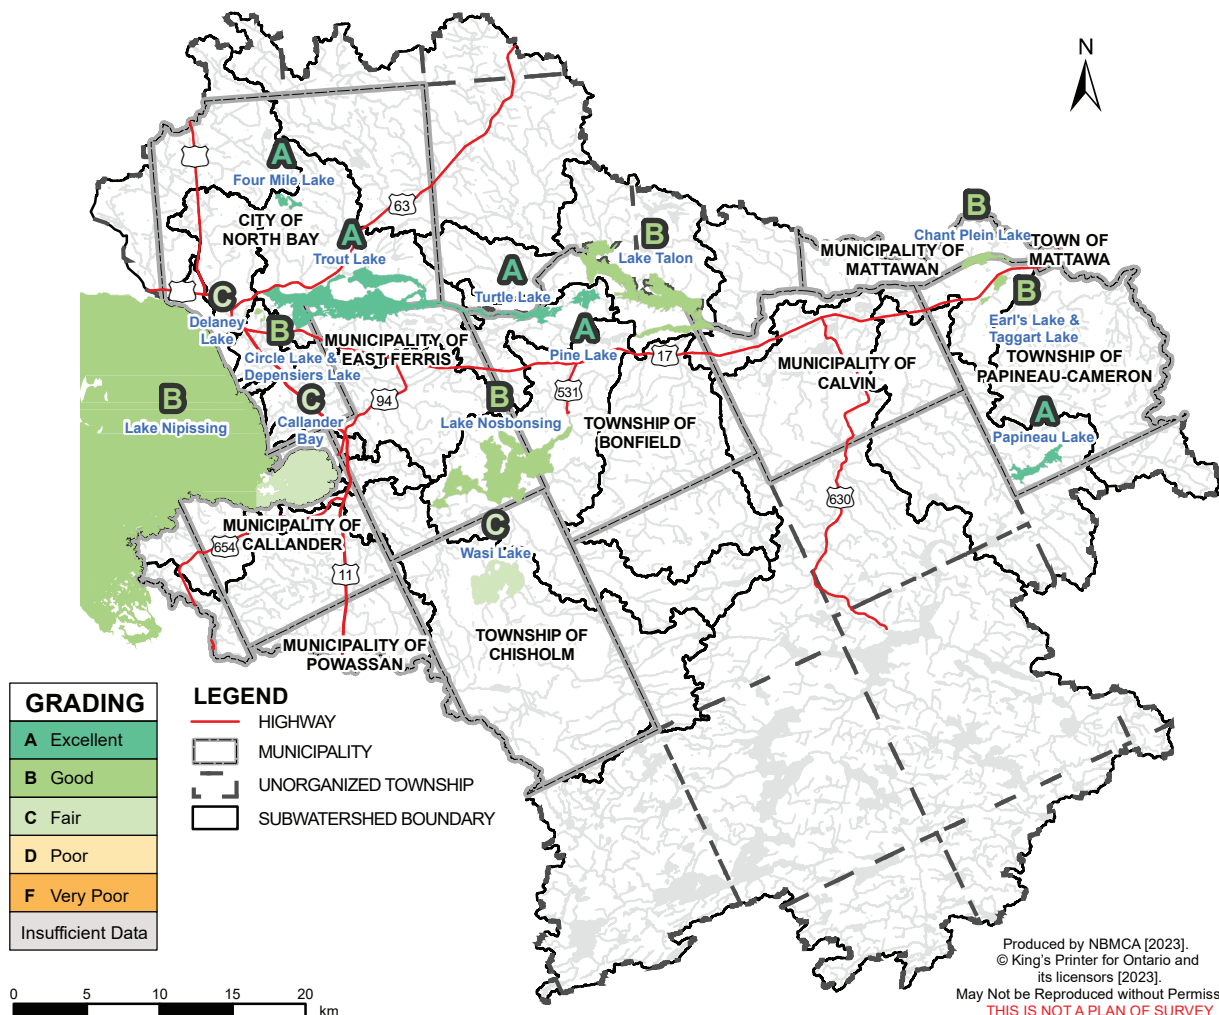 N
A
Four Mile Lake
63
CITY OF
NORTH BAY
A
Trout Lake
B
Lake Talon
A
Turtle Lake
B
Chant Plein Lake
MUNICIPALITY OF
MATTAWAN
TOWN OF
MATTAWA
C
Delaney
Lake
B
Circle Lake &
Depensiers Lake
MUNICIPALITY OF
EAST FERRIS
A
Pine Lake
17
B
Earl's Lake &
Taggart Lake
TOWNSHIP OF
PAPINEAU-CAMERON
MUNICIPALITY OF
CALVIN
B
Lake Nipissing
C
Callander
Bay
94
B
Lake Nosbonsing
531
TOWNSHIP OF
BONFIELD
A
Papineau Lake
630
MUNICIPALITY OF
CALLANDER
654
11
C
Wasi Lake
MUNICIPALITY OF
POWASSAN
TOWNSHIP OF
CHISHOLM
GRADING
A Excellent
B Good
C Fair
D Poor
F Very Poor
Insufficient Data
LEGEND
HIGHWAY
MUNICIPALITY
UNORGANIZED TOWNSHIP
SUBWATERSHED BOUNDARY
0 5 10 15 20
km
Produced by NBMCA [2023].
© King's Printer for Ontario and
its licensors [2023].
May Not be Reproduced without Permiss
THIS IS NOT A PLAN OF SURVEY